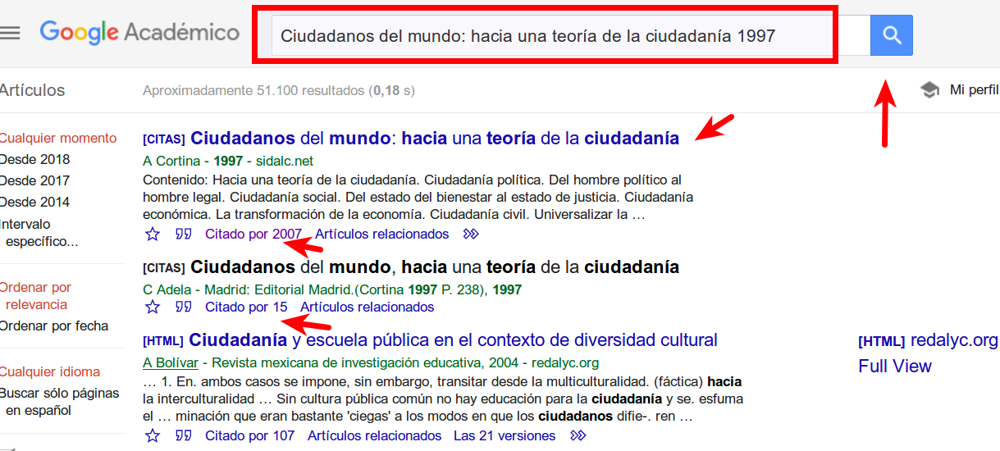 Google Académico
Ciudadanos del mundo: hacia una teoría de la ciudadanía 1997
Artículos
Aproximadamente 51.100 resultados (0,18 s)
Mi perfil
Cualquier momento
Desde 2018
Desde 2017
Desde 2014
Intervalo
específico...
Ordenar por
relevancia
Ordenar por fecha
Cualquier idioma
Buscar sólo páginas
en español
[CITAS] Ciudadanos del mundo: hacia una teoría de la ciudadanía
A Cortina - 1997 - sidalc.net
Contenido: Hacia una teoría de la ciudadanía. Ciudadanía política. Del hombre político al
hombre legal. Ciudadanía social. Del estado del bienestar al estado de justicia. Ciudadanía
económica. La transformación de la economía. Ciudadanía civil. Universalizar la …
Citado por 2007 Artículos relacionados
[CITAS] Ciudadanos del mundo, hacia una teoría de la ciudadanía
C Adela - Madrid: Editorial Madrid.(Cortina 1997 P. 238), 1997
Citado por 15 Artículos relacionados
[HTML] Ciudadanía y escuela pública en el contexto de diversidad cultural
A Bolívar - Revista mexicana de investigación educativa, 2004 - redalyc.org
… 1. En. ambos casos se impone, sin embargo, transitar desde la multiculturalidad. (fáctica) hacia
la interculturalidad … Sin cultura pública común no hay educación para la ciudadanía y se. esfuma
el … minación que eran bastante 'ciegas' a los modos en que los ciudadanos difie-. ren …
Citado por 107 Artículos relacionados Las 21 versiones
[HTML] redalyc.org
Full View